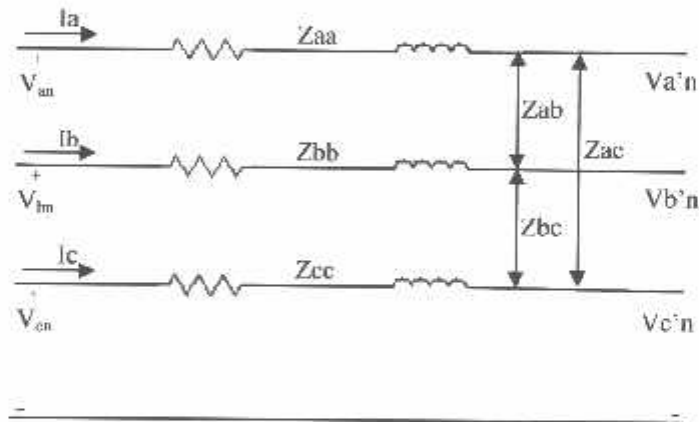 Ia
Zaa
Van
Va'n
Zab
Ib
Zbb
Zac
+
Vbn
Vb'n
Zbc
Ic
Zcc
Vcn
Vc'n
-
-